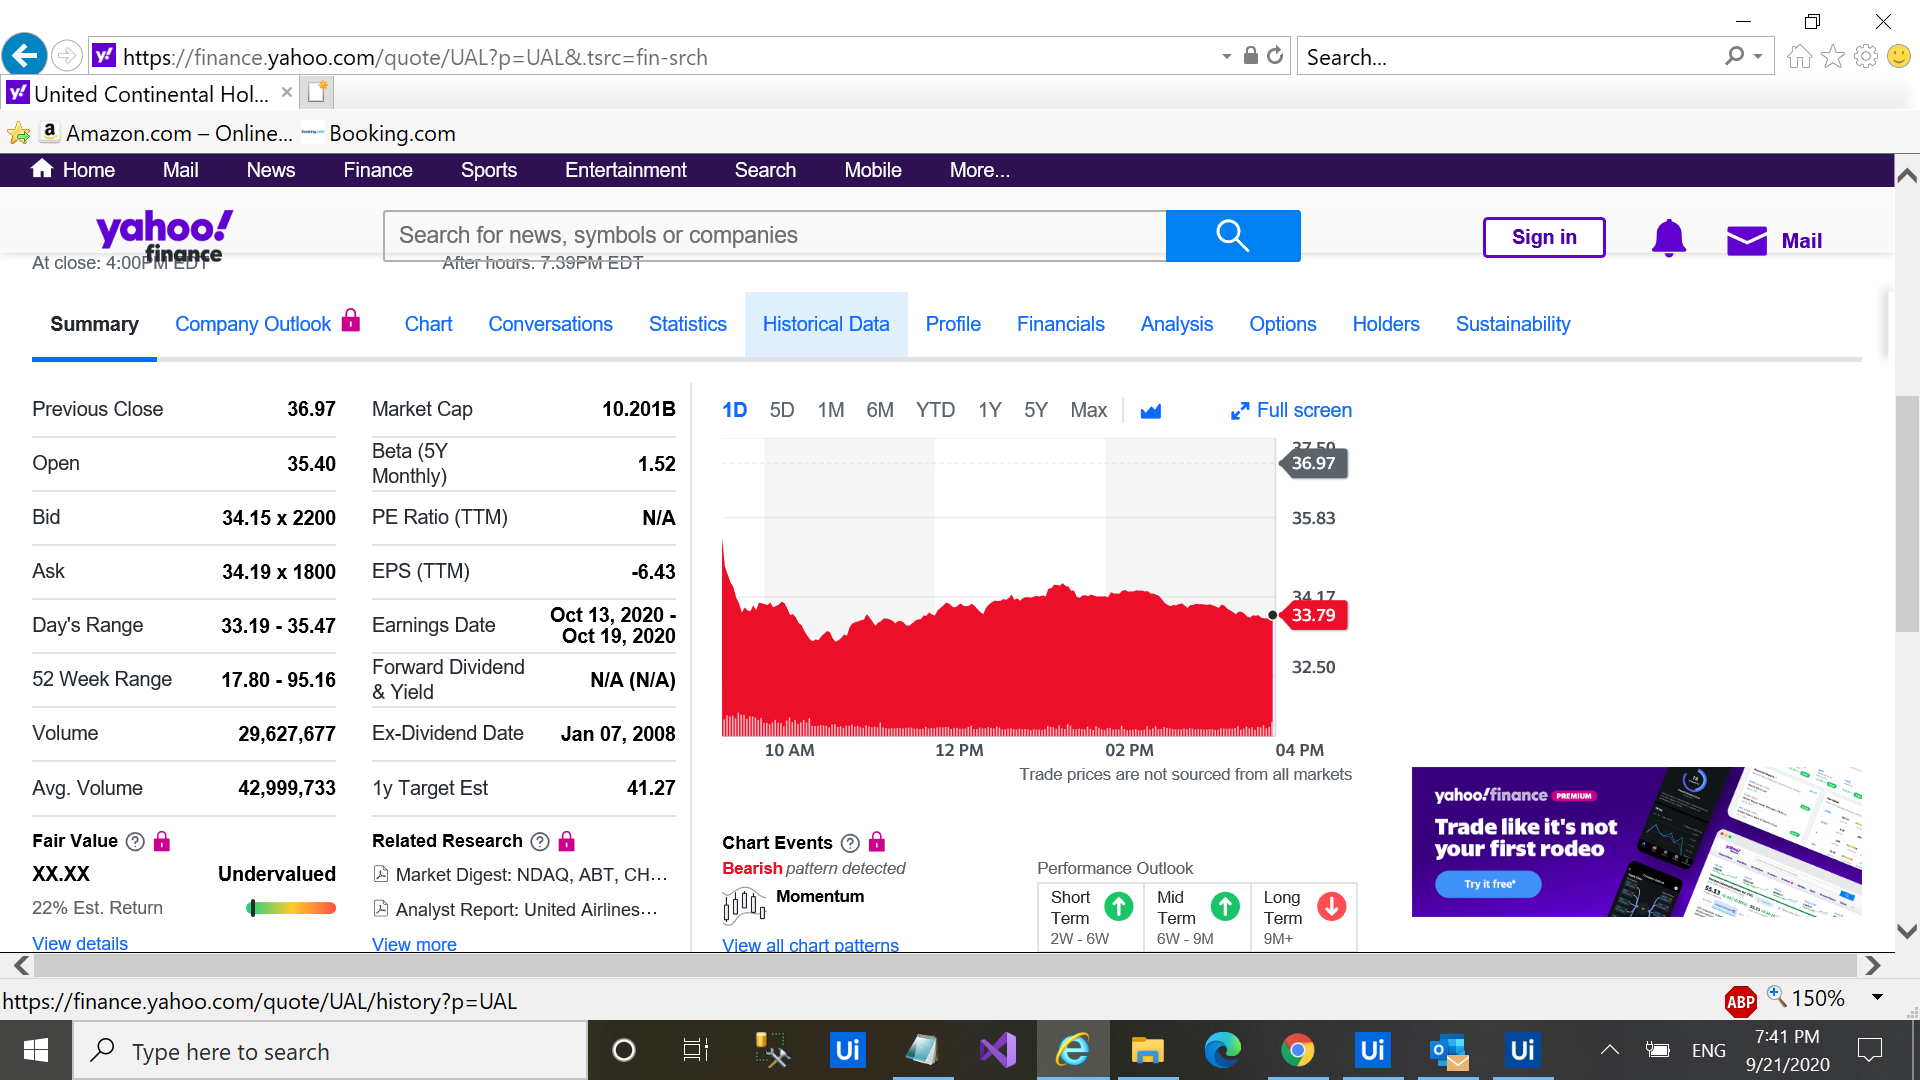 https://finance.yahoo.com/quote/UAL?p=UAL&.tsrc=fin-srch
Search...
United Continental Hol...
Amazon.com – Online...
Booking.com
Home Mail News Finance Sports Entertainment Search Mobile More...
yahoo!
finance
Search for news, symbols or companies
Sign in
Mail
At close: 4:00PM EDT
After hours: 7:39PM EDT
Summary Company Outlook Chart Conversations Statistics Historical Data Profile Financials Analysis Options Holders Sustainability
Previous Close 36.97
Open 35.40
Bid 34.15 x 2200
Ask 34.19 x 1800
Day's Range 33.19 - 35.47
52 Week Range 17.80 - 95.16
Volume 29,627,677
Avg. Volume 42,999,733
Market Cap 10.201B
Beta (5Y
Monthly) 1.52
PE Ratio (TTM) N/A
EPS (TTM) -6.43
Earnings Date Oct 13, 2020 -
Oct 19, 2020
Forward Dividend
& Yield N/A (N/A)
Ex-Dividend Date Jan 07, 2008
1y Target Est 41.27
1D 5D 1M 6M YTD 1Y 5Y Max
Full screen
37.50
36.97
35.83
34.17
33.79
32.50
10 AM 12 PM 02 PM 04 PM
Trade prices are not sourced from all markets
Fair Value
XX.XX Undervalued
22% Est. Return
View details
Related Research
Market Digest: NDAQ, ABT, CH...
Analyst Report: United Airlines...
View more
Chart Events
Bearish pattern detected
Momentum
View all chart patterns
Performance Outlook
Short
Term
2W - 6W
Mid
Term
6W - 9M
Long
Term
9M+
yahoo!finance PREMIUM
Trade like it's not
your first rodeo
Try it free*
https://finance.yahoo.com/quote/UAL/history?p=UAL
ABP
150%
Type here to search
Ui
Ui
Ui
ENG
7:41 PM
9/21/2020